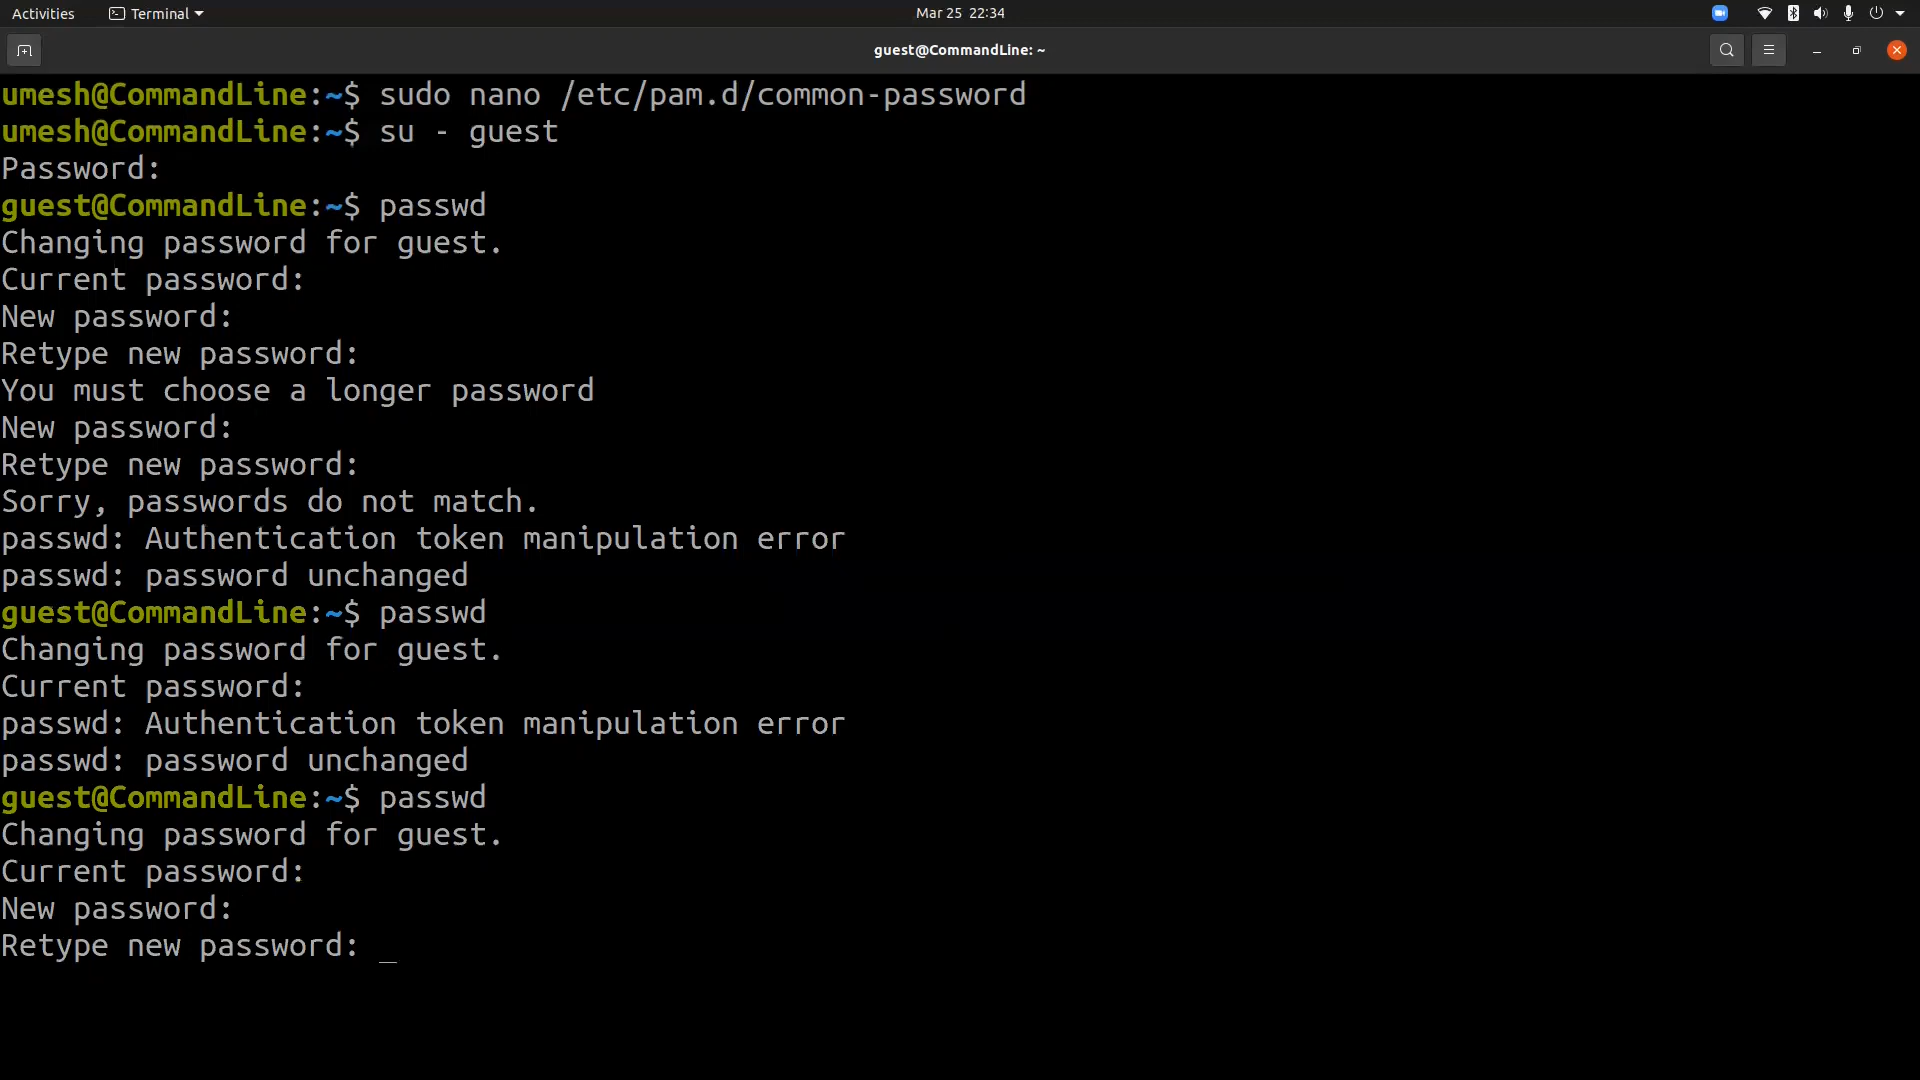 Activities
Terminal
Mar 25 22:34
guest@CommandLine: ~
umesh@CommandLine:~$ sudo nano /etc/pam.d/common-password
umesh@CommandLine:~$ su - guest
Password:
guest@CommandLine:~$ passwd
Changing password for guest.
Current password:
New password:
Retype new password:
You must choose a longer password
New password:
Retype new password:
Sorry, passwords do not match.
passwd: Authentication token manipulation error
passwd: password unchanged
guest@CommandLine:~$ passwd
Changing password for guest.
Current password:
passwd: Authentication token manipulation error
passwd: password unchanged
guest@CommandLine:~$ passwd
Changing password for guest.
Current password:
New password:
Retype new password: _